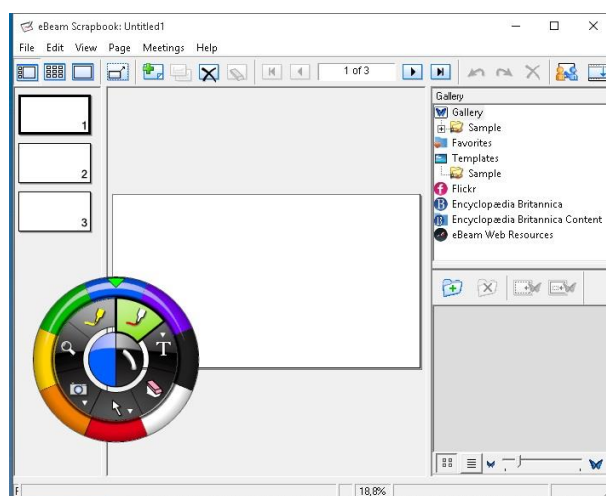 eBeam Scrapbook: Untitled1
File Edit View Page Meetings Help
1 of 3
1
2
3
Gallery
Gallery
Sample
Favorites
Templates
Sample
Flickr
Encyclopædia Britannica
Encyclopædia Britannica Content
eBeam Web Resources
T
F
18,8%